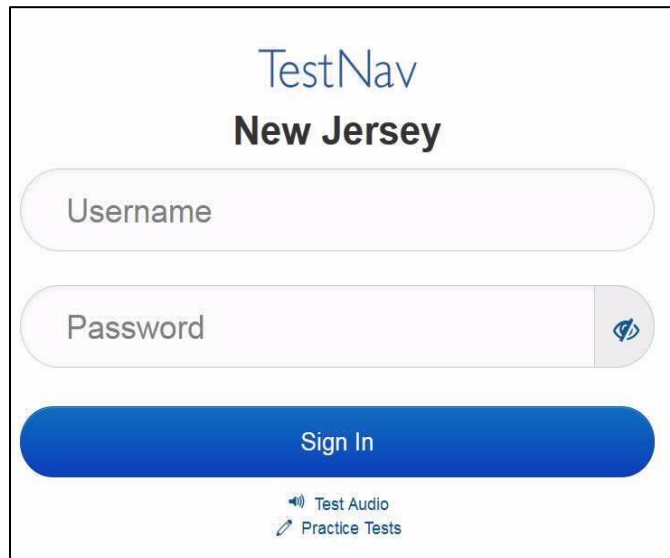 TestNav
New Jersey
Username
Password
Sign In
Test Audio
Practice Tests